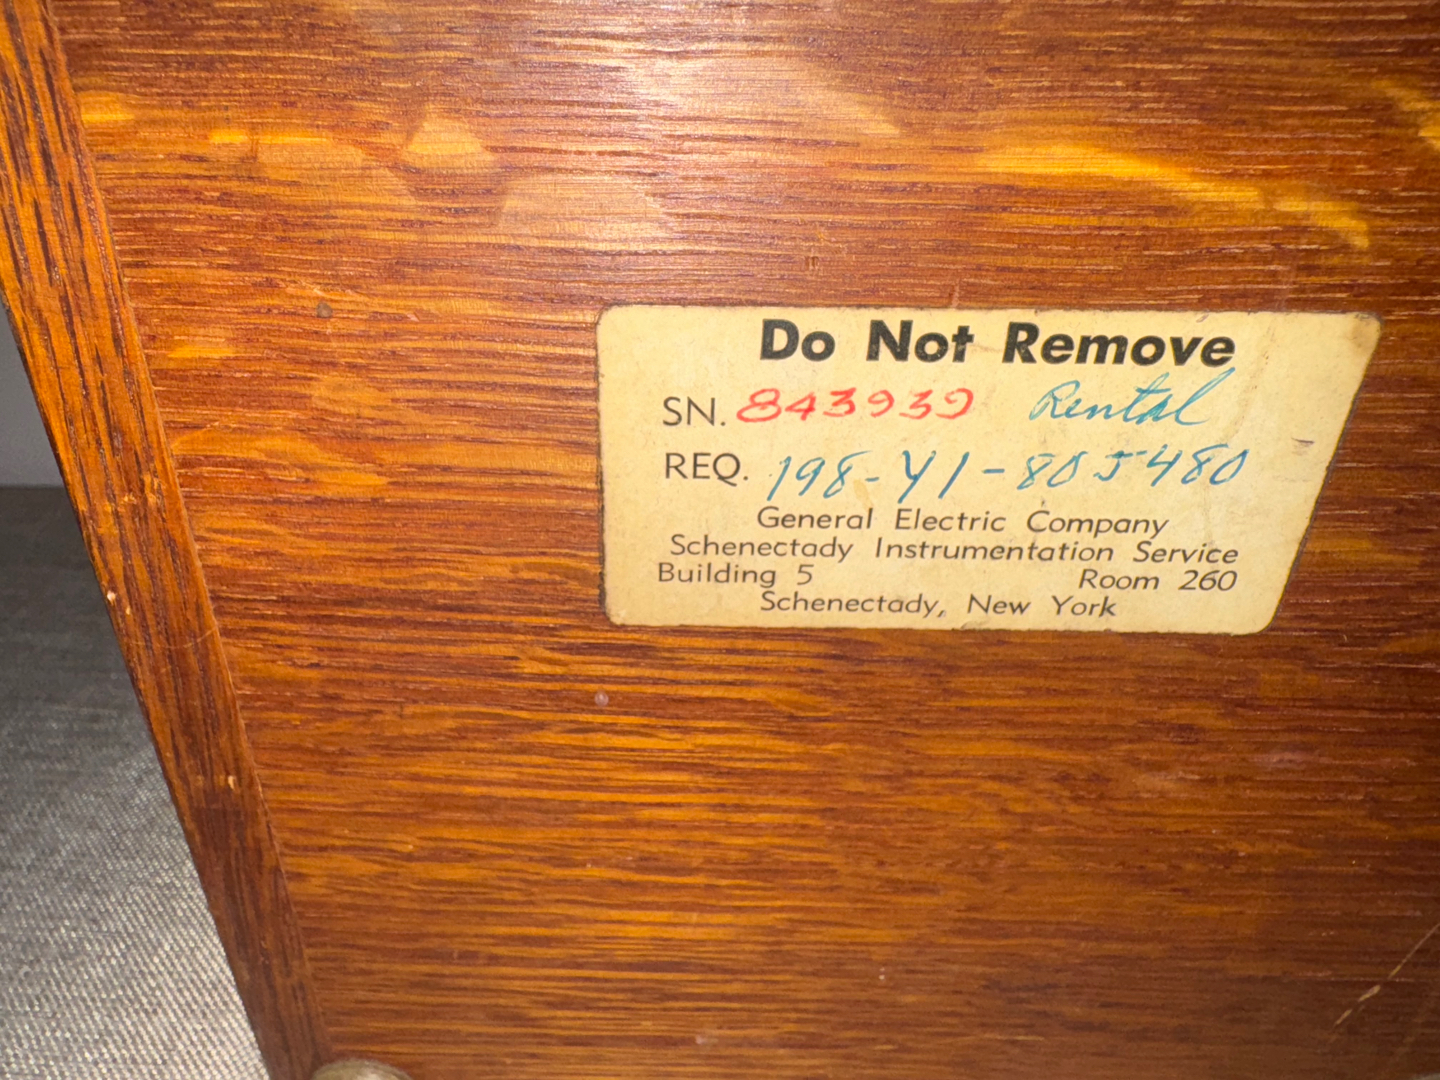 Do Not Remove
SN. 843939 Rental
REQ. 198-Y1-805480
General Electric Company
Schenectady Instrumentation Service
Building 5 Room 260
Schenectady, New York